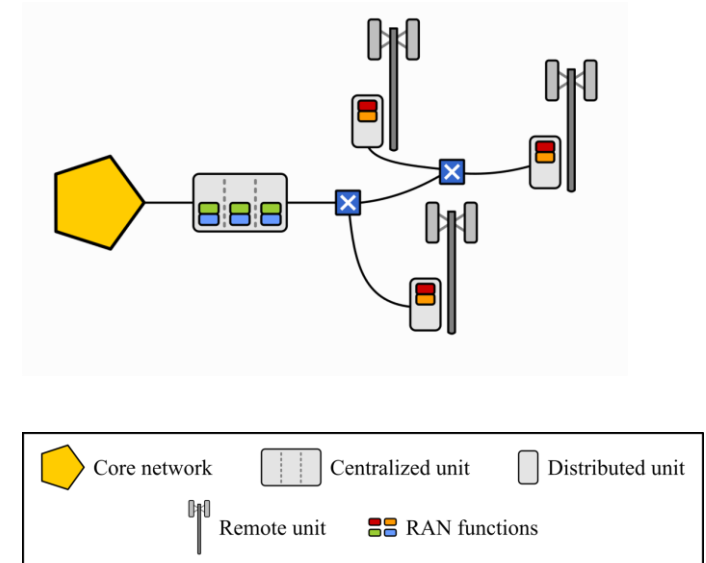 Core network
Centralized unit
Distributed unit
Remote unit
RAN functions